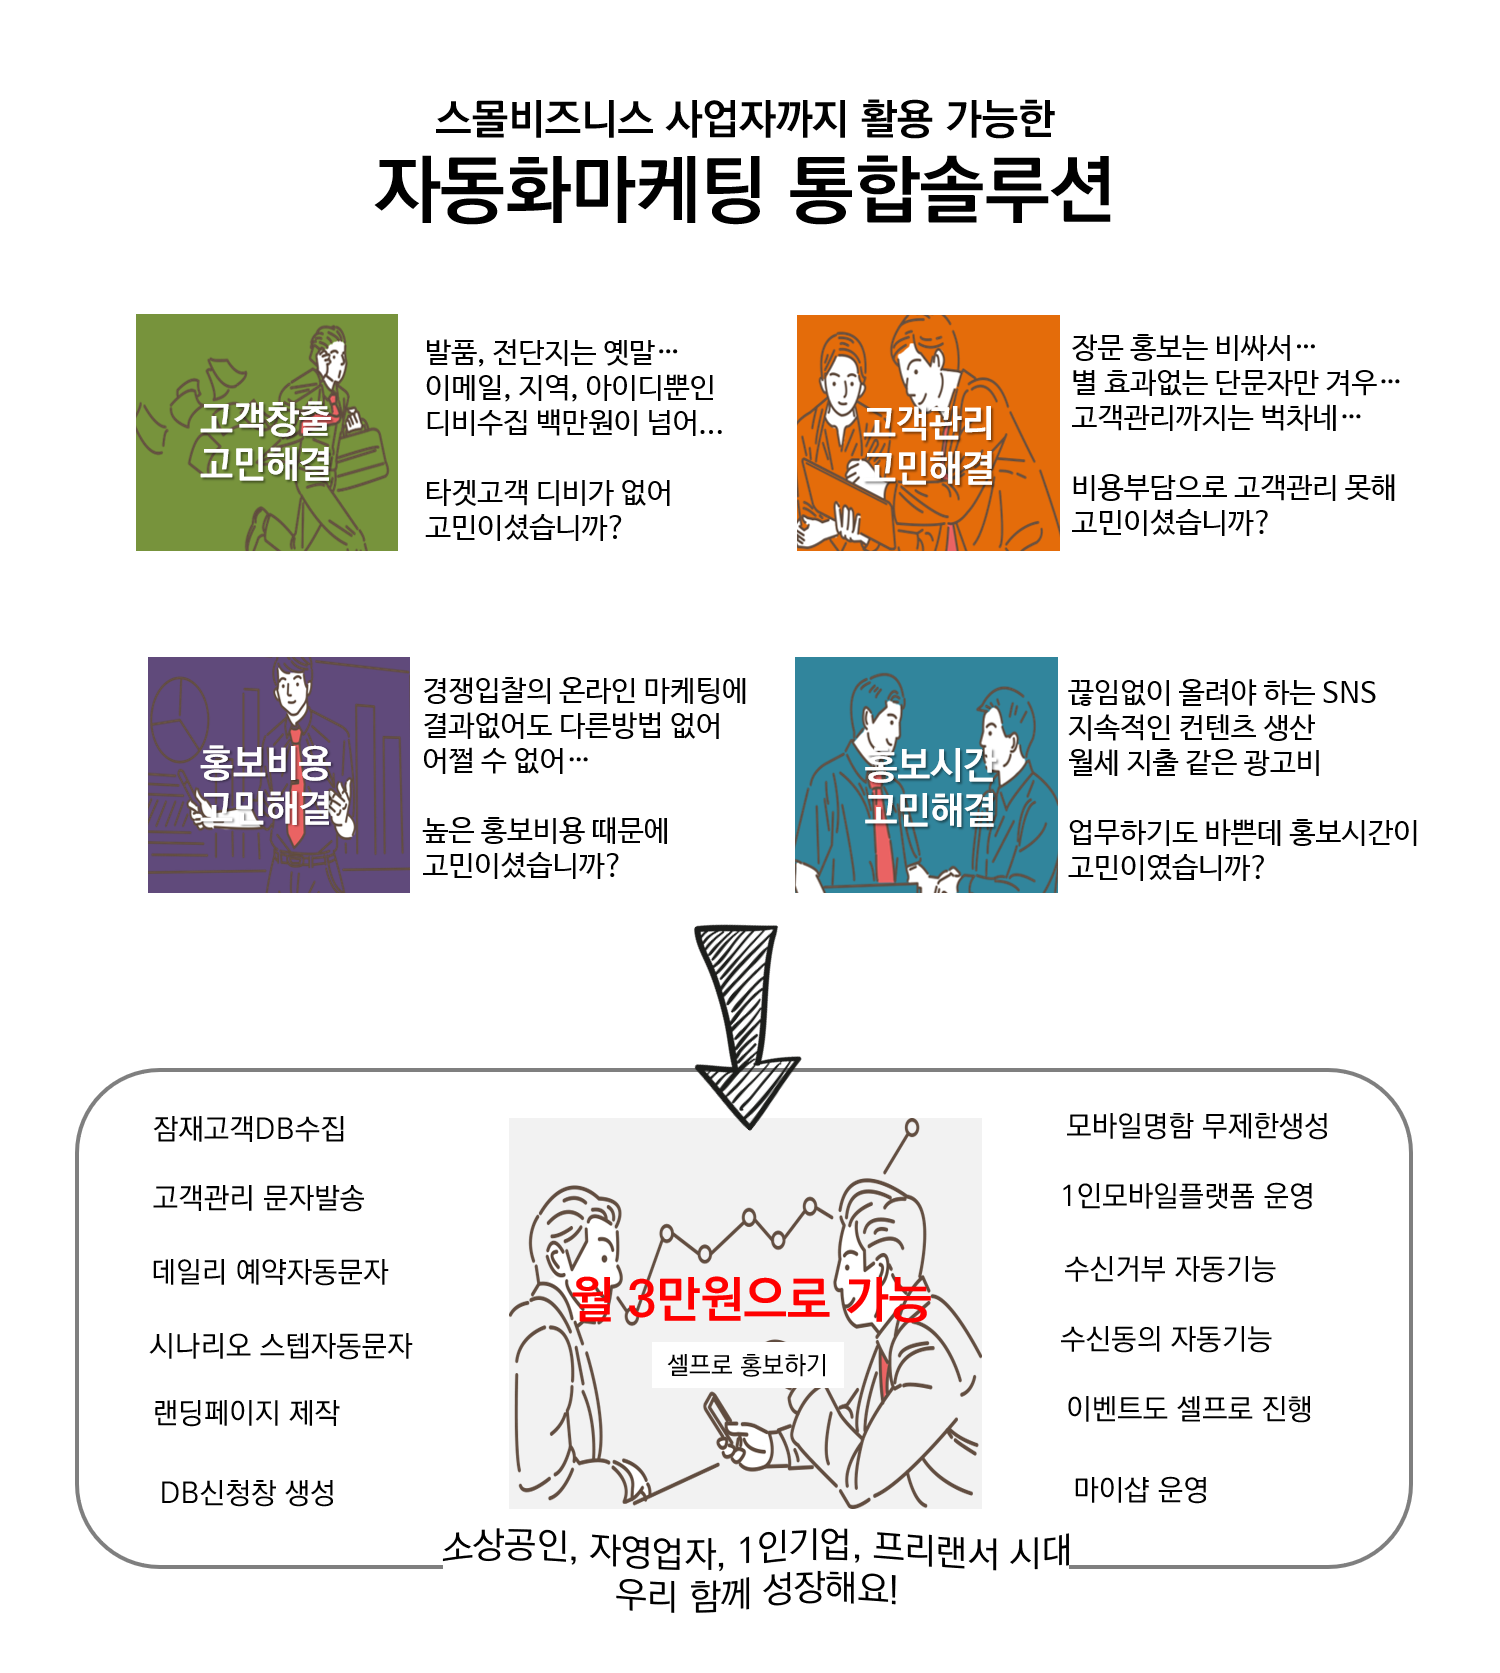 스몰비즈니스 사업자까지 활용 가능한
자동화마케팅 통합솔루션
고객창출
고민해결
발품, 전단지는 옛말…
이메일, 지역, 아이디뿐인
디비수집 백만원이 넘어...
타겟고객 디비가 없어
고민이셨습니까?
고객관리
고민해결
장문 홍보는 비싸서…
별 효과없는 단문자만 겨우…
고객관리까지는 벅차네…
비용부담으로 고객관리 못해
고민이셨습니까?
홍보비용
고민해결
경쟁입찰의 온라인 마케팅에
결과없어도 다른방법 없어
어쩔 수 없어…
높은 홍보비용 때문에
고민이셨습니까?
홍보시간
고민해결
끊임없이 올려야 하는 SNS
지속적인 컨텐츠 생산
월세 지출 같은 광고비
업무하기도 바쁜데 홍보시간이
고민이였습니까?
잠재고객DB수집
고객관리 문자발송
데일리 예약자동문자
시나리오 스텝자동문자
랜딩페이지 제작
DB신청창 생성
월 3만원으로 가능
셀프로 홍보하기
모바일명함 무제한생성
1인모바일플랫폼 운영
수신거부 자동기능
수신동의 자동기능
이벤트도 셀프로 진행
마이샵 운영
소상공인, 자영업자, 1인기업, 프리랜서 시대
우리 함께 성장해요!